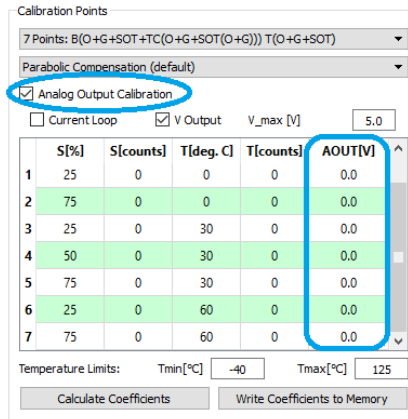 Calibration Points
7 Points: B(O+G+SOT+TC(O+G+SOT(O+G))) T(O+G+SOT)
Parabolic Compensation (default)
Analog Output Calibration
Current Loop V Output V_max [V] 5.0
S[%] S[counts] T[deg. C] T[counts] AOUT[V]
1 25 0 0 0 0.0
2 75 0 0 0 0.0
3 25 0 30 0 0.0
4 50 0 30 0 0.0
5 75 0 30 0 0.0
6 25 0 60 0 0.0
7 75 0 60 0 0.0
Temperature Limits: Tmin[ºC] -40 Tmax[ºC] 125
Calculate Coefficients Write Coefficients to Memory